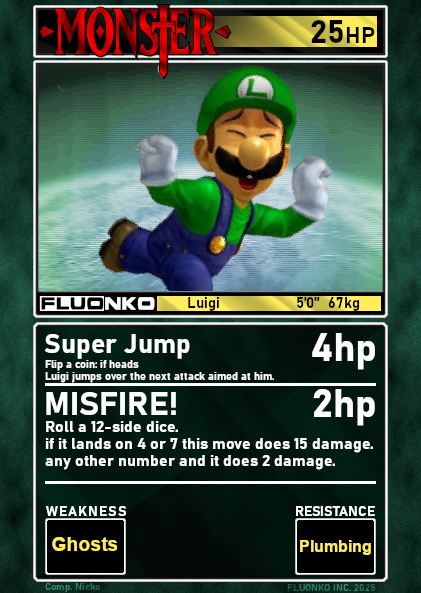 MONSTER
25HP
L
FLUONKO Luigi 5'0" 67kg
Super Jump 4hp
Flip a coin: if heads
Luigi jumps over the next attack aimed at him.
MISFIRE! 2hp
Roll a 12-side dice.
if it lands on 4 or 7 this move does 15 damage.
any other number and it does 2 damage.
WEAKNESS RESISTANCE
Ghosts Plumbing
Comp. Nicko FLUONKO INC. 2025